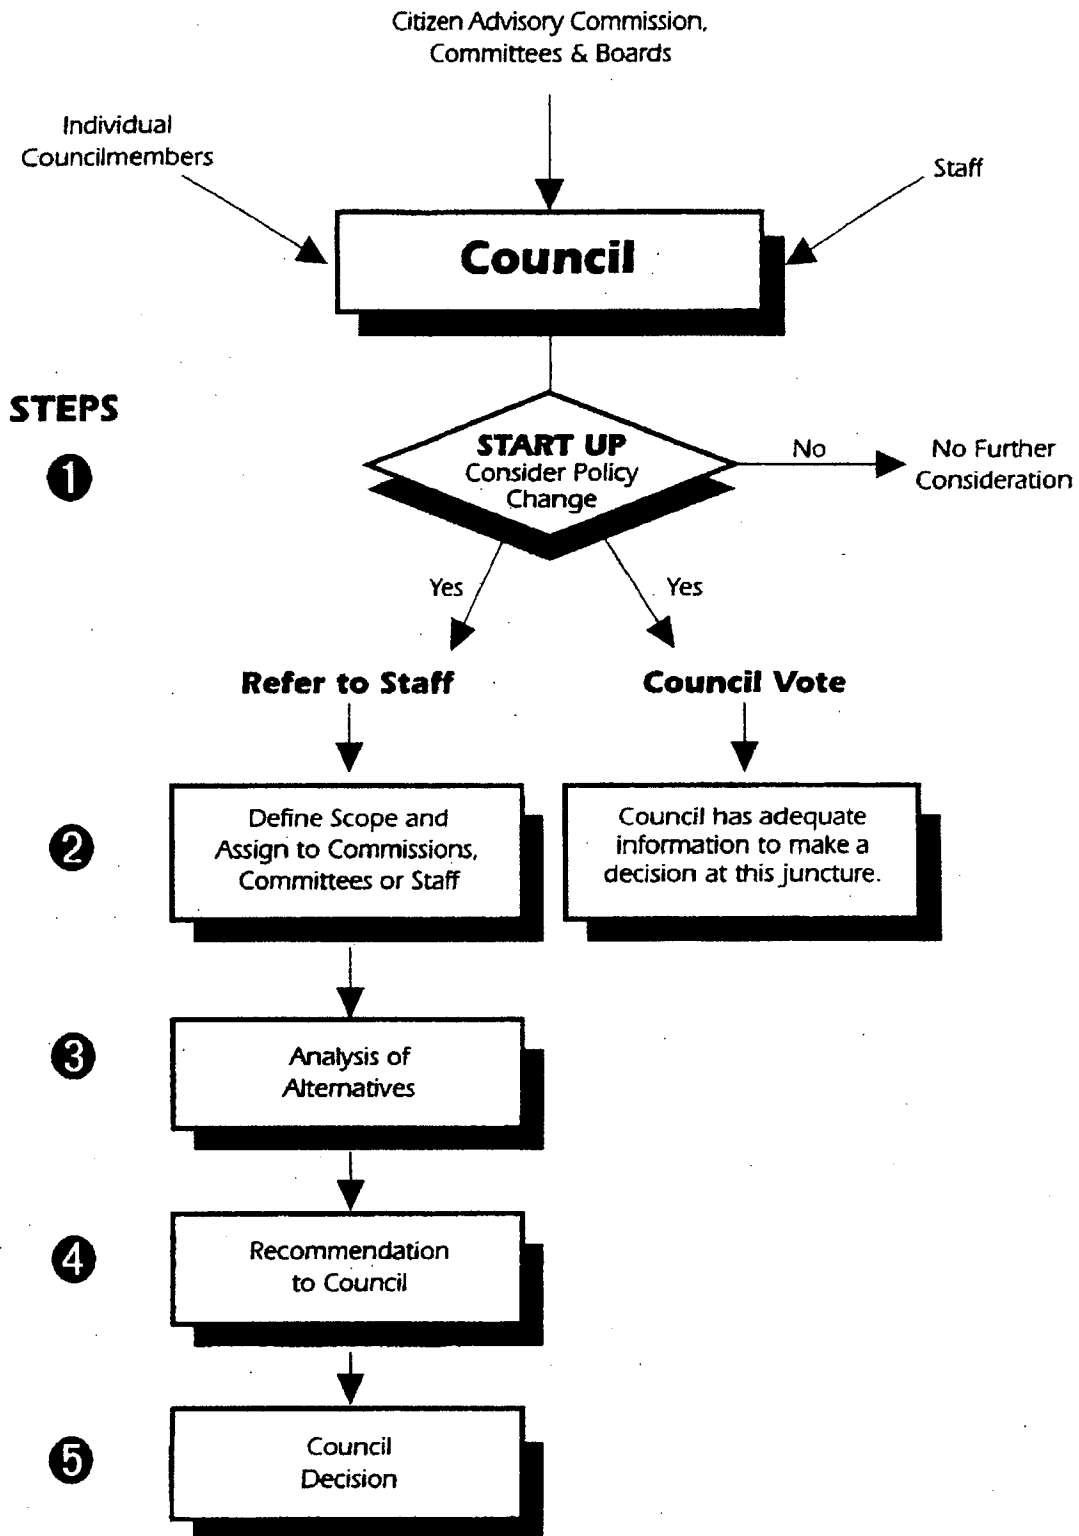 Citizen Advisory Commission,
Committees & Boards
Individual
Councilmembers
Staff
Council
STEPS
1
START UP
Consider Policy
Change
No
No Further
Consideration
Yes
Yes
Refer to Staff
Council Vote
2
Define Scope and
Assign to Commissions,
Committees or Staff
Council has adequate
information to make a
decision at this juncture.
3
Analysis of
Alternatives
4
Recommendation
to Council
5
Council
Decision